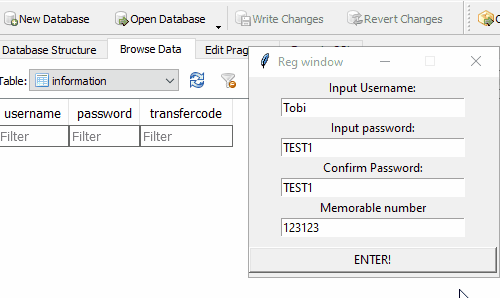 New Database Open Database Write Changes Revert Changes
Database Structure Browse Data Edit Prag
Reg window
Table: information
username password transfercode
Filter Filter Filter
Input Username:
Tobi
Input password:
TEST1
Confirm Password:
TEST1
Memorable number
123123
ENTER!